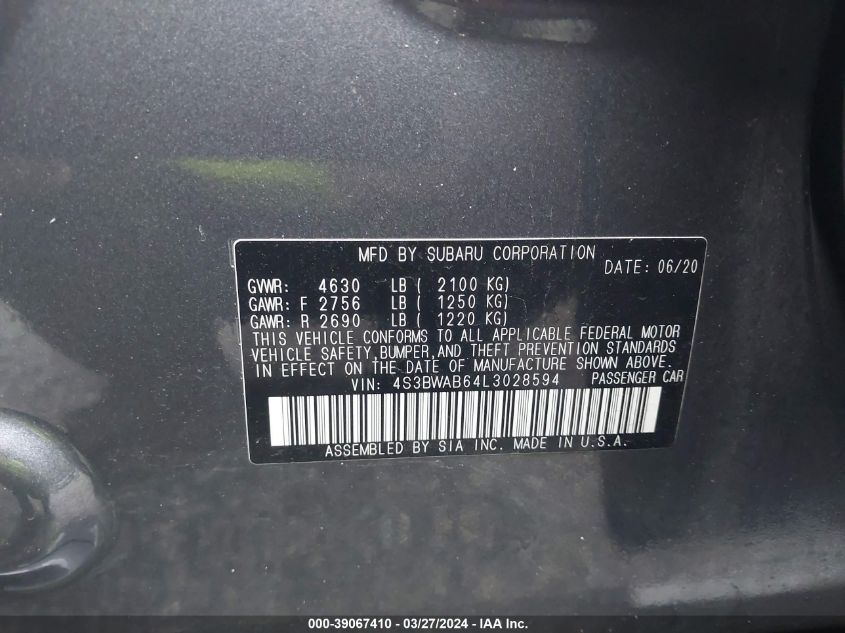 MFD BY SUBARU CORPORATION
DATE: 06/20
GVWR: 4630 LB ( 2100 KG)
GAWR: F 2756 LB ( 1250 KG)
GAWR: R 2690 LB ( 1220 KG)
THIS VEHICLE CONFORMS TO ALL APPLICABLE FEDERAL MOTOR
VEHICLE SAFETY, BUMPER, AND THEFT PREVENTION STANDARDS
IN EFFECT ON THE DATE OF MANUFACTURE SHOWN ABOVE.
VIN: 4S3BWAB64L3028594 PASSENGER CAR
ASSEMBLED BY SIA INC. MADE IN U.S.A.
000-39067410 - 03/27/2024 - IAA Inc.